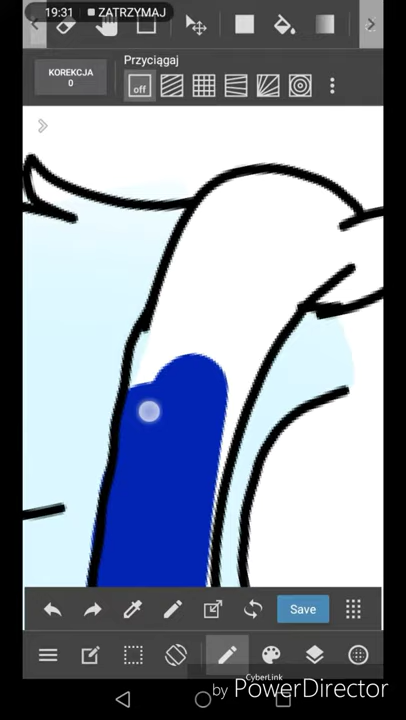 19:31 ZATRZYMAJ
KOREKCJA
0
Przyciągaj
off
Save
CyberLink
by PowerDirector